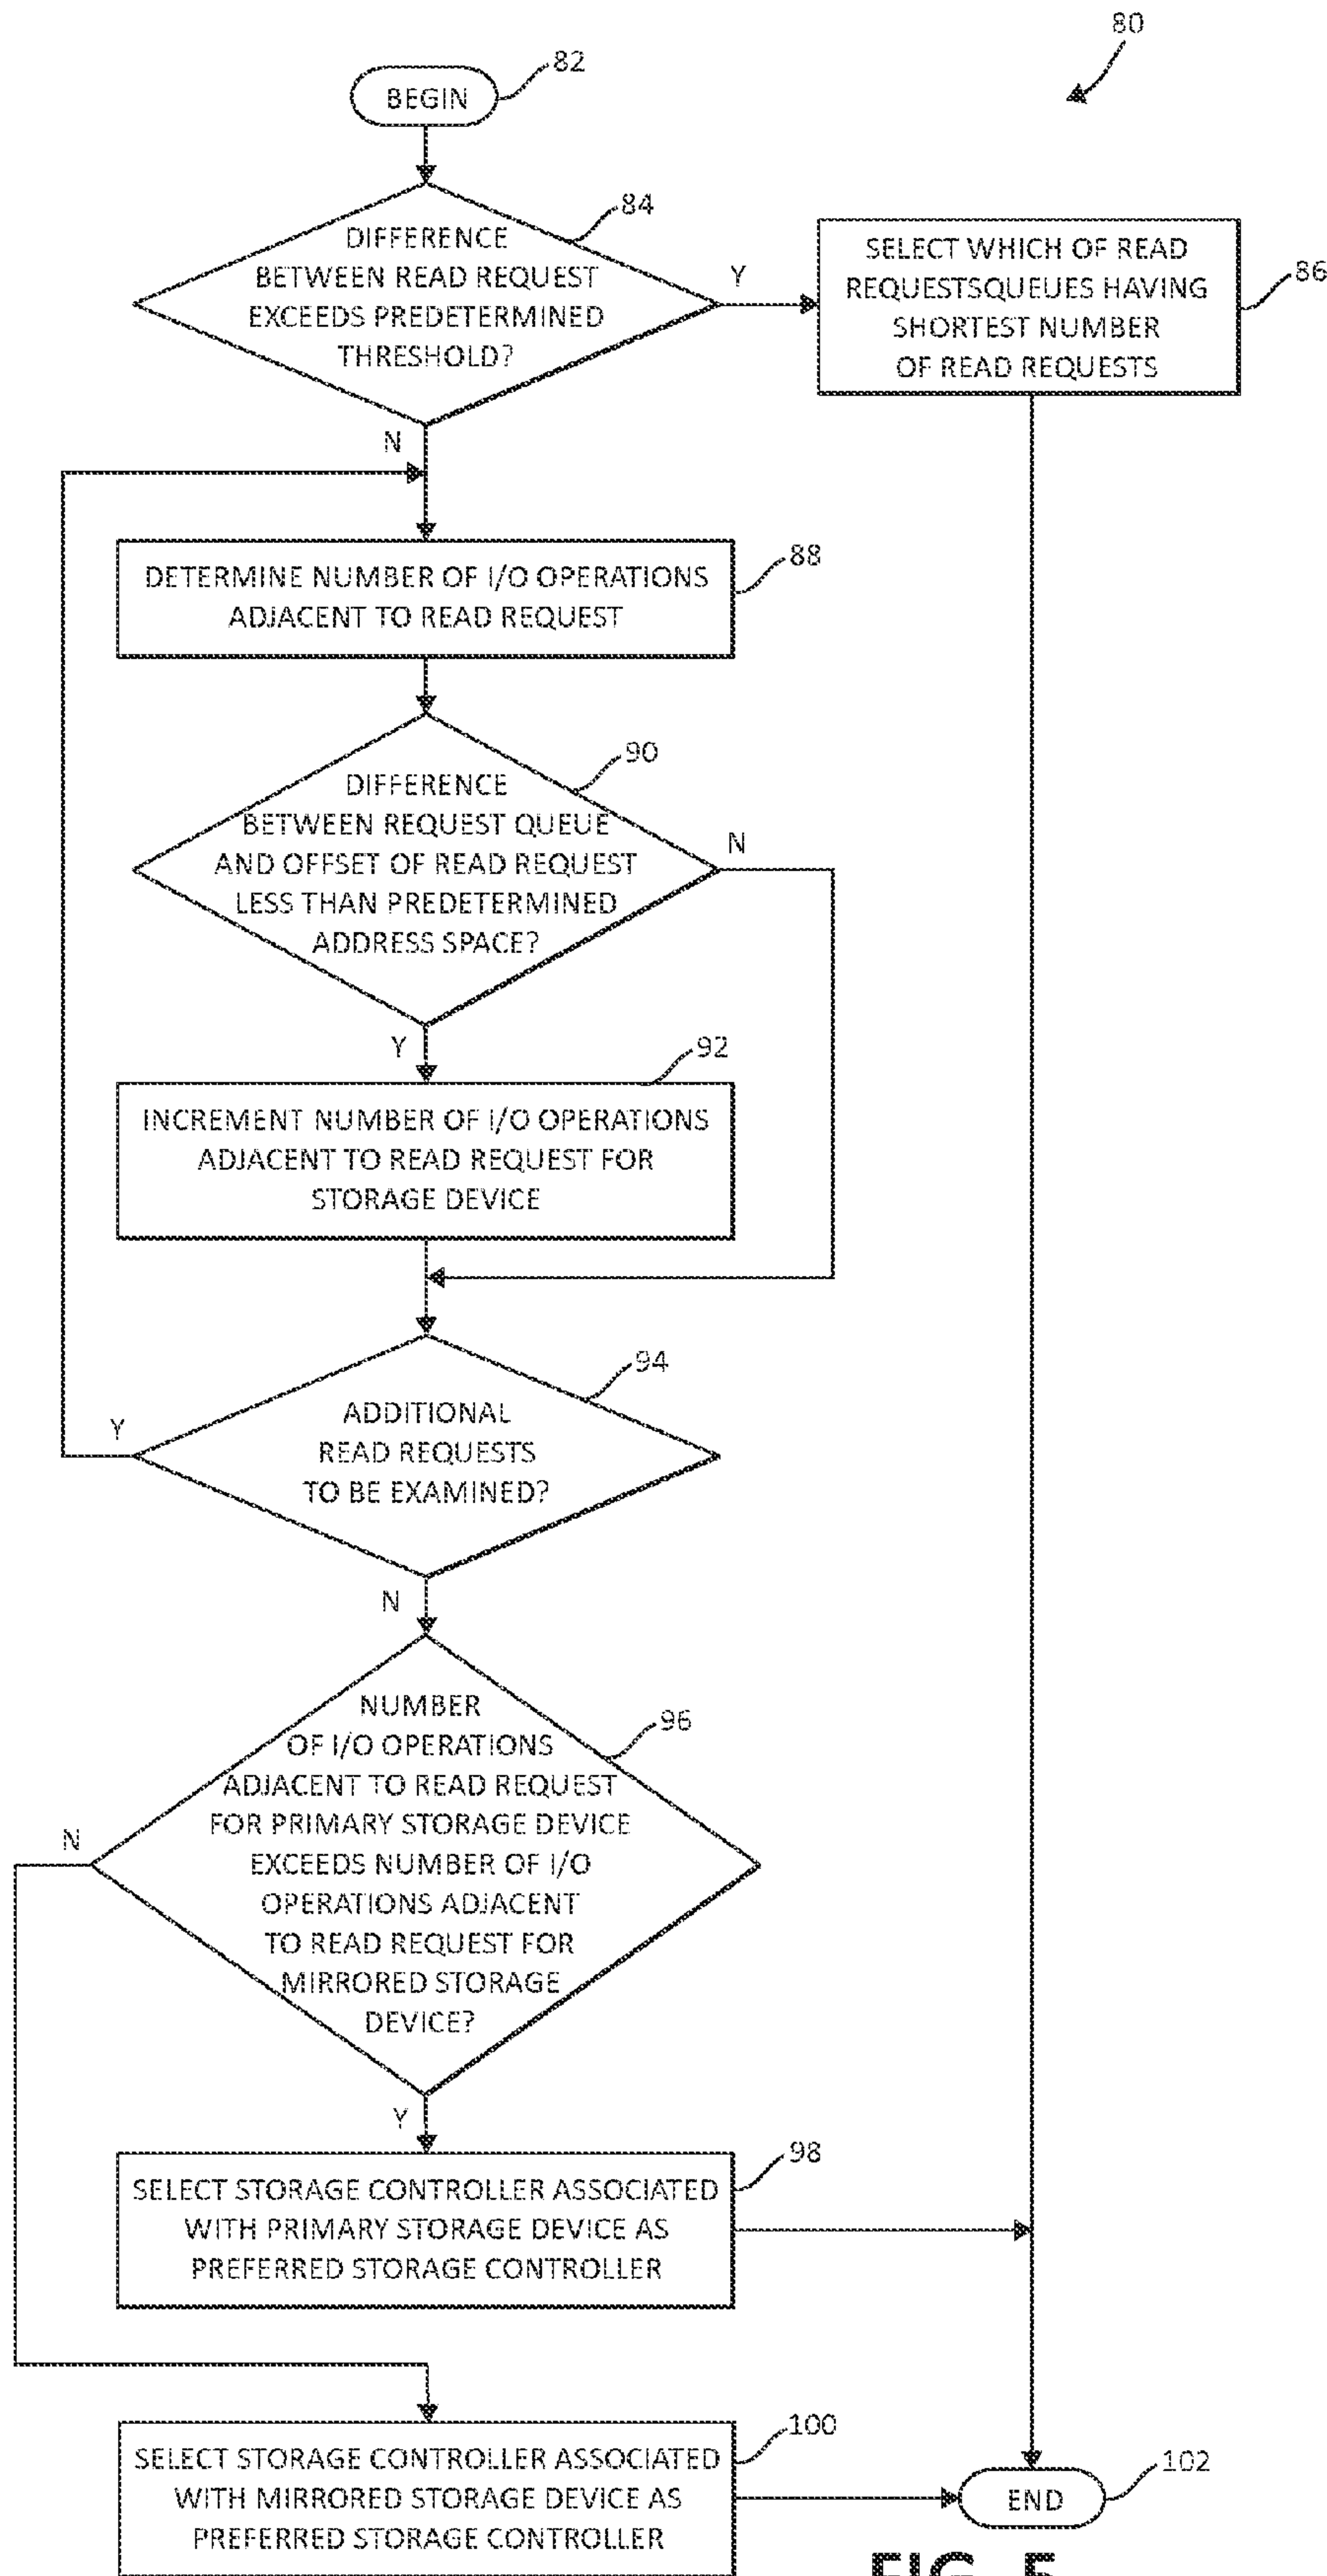 80
82
BEGIN
84
DIFFERENCE
BETWEEN READ REQUEST
EXCEEDS PREDETERMINED
THRESHOLD?
Y
SELECT WHICH OF READ
REQUESTSQUEUES HAVING
SHORTEST NUMBER
OF READ REQUESTS
86
N
DETERMINE NUMBER OF I/O OPERATIONS
ADJACENT TO READ REQUEST
88
90
DIFFERENCE
BETWEEN REQUEST QUEUE
AND OFFSET OF READ REQUEST
LESS THAN PREDETERMINED
ADDRESS SPACE?
N
Y
92
INCREMENT NUMBER OF I/O OPERATIONS
ADJACENT TO READ REQUEST FOR
STORAGE DEVICE
94
ADDITIONAL
READ REQUESTS
TO BE EXAMINED?
Y
N
96
NUMBER
OF I/O OPERATIONS
ADJACENT TO READ REQUEST
FOR PRIMARY STORAGE DEVICE
EXCEEDS NUMBER OF I/O
OPERATIONS ADJACENT
TO READ REQUEST FOR
MIRRORED STORAGE
DEVICE?
N
Y
98
SELECT STORAGE CONTROLLER ASSOCIATED
WITH PRIMARY STORAGE DEVICE AS
PREFERRED STORAGE CONTROLLER
100
SELECT STORAGE CONTROLLER ASSOCIATED
WITH MIRRORED STORAGE DEVICE AS
PREFERRED STORAGE CONTROLLER
END
102
FIG. 5